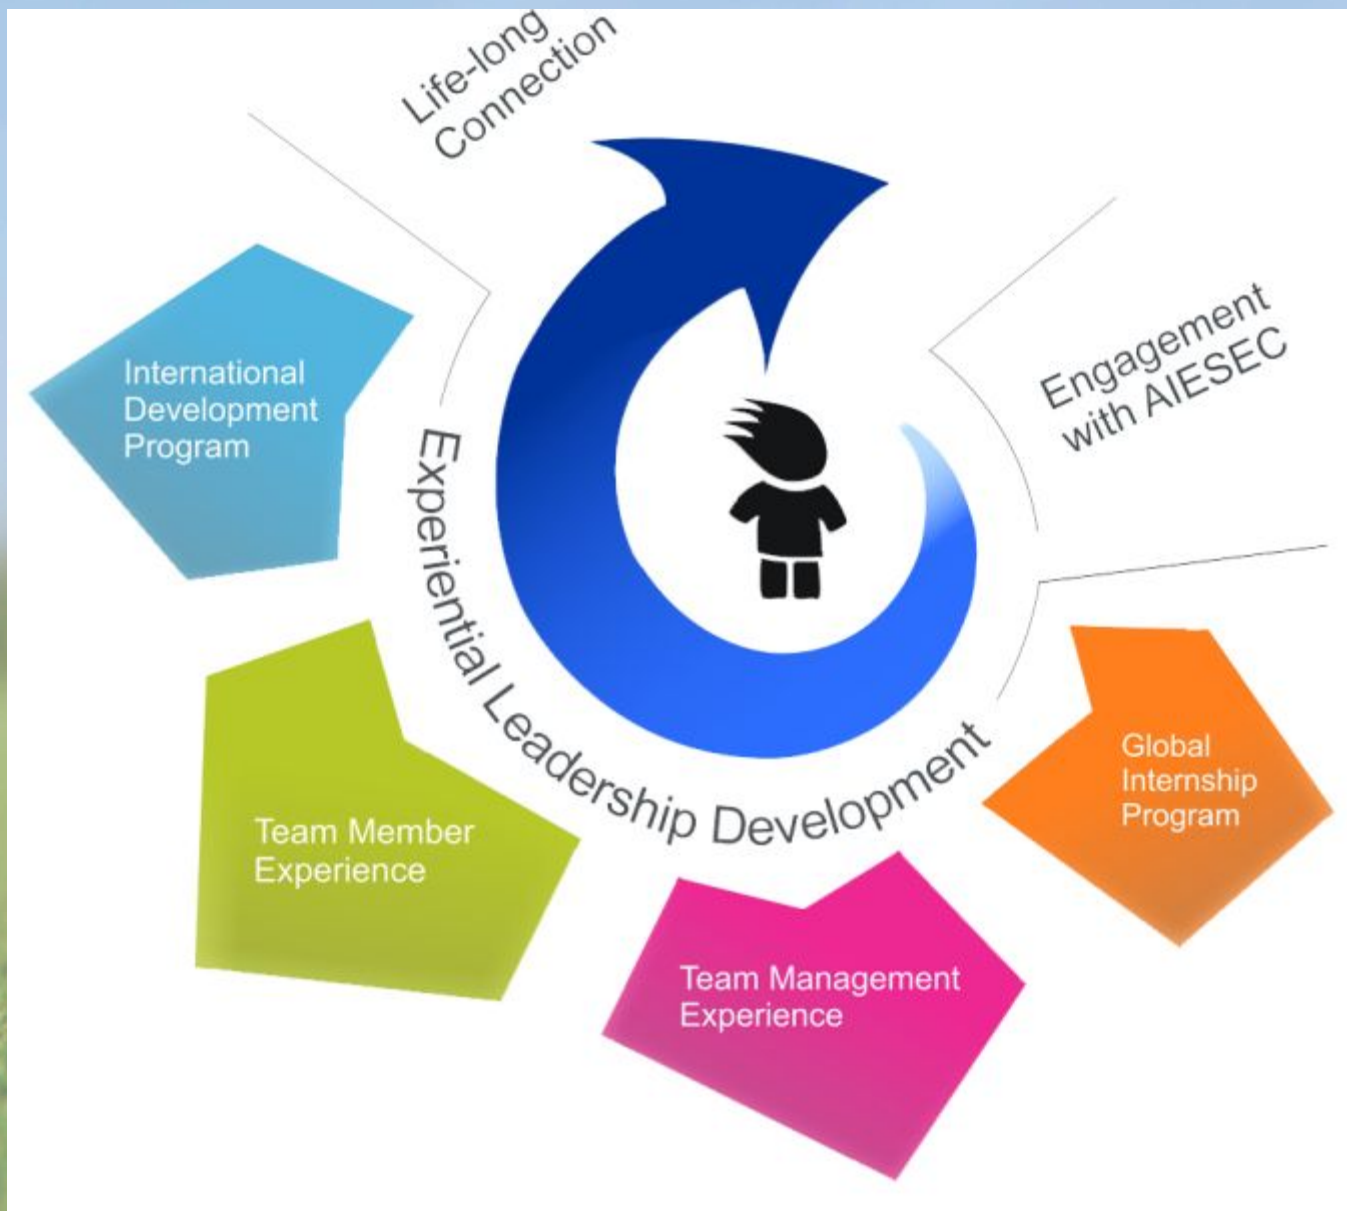 Life-long
Connection
Engagement
with AIESEC
International
Development
Program
Experiential Leadership Development
Global
Internship
Program
Team Member
Experience
Team Management
Experience